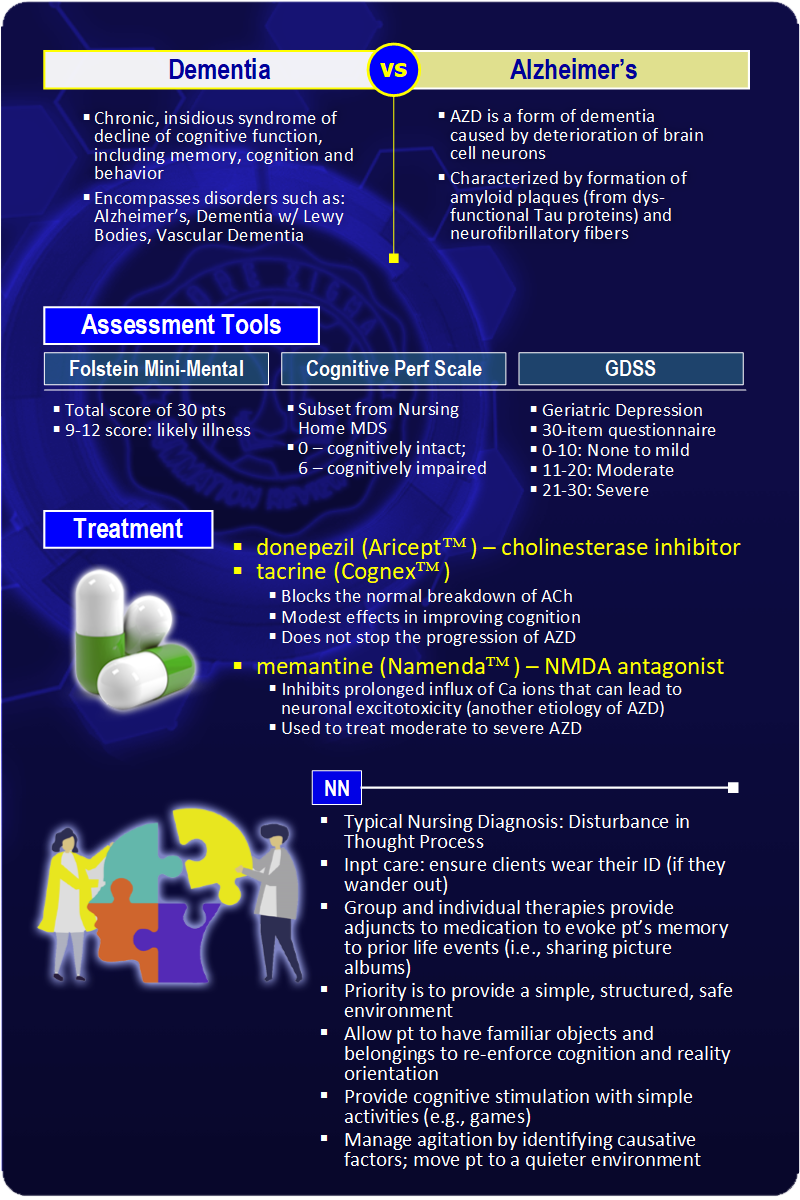 Dementia
vs
Alzheimer's
▪ Chronic, insidious syndrome of
decline of cognitive function,
including memory, cognition and
behavior
▪ Encompasses disorders such as:
Alzheimer's, Dementia w/ Lewy
Bodies, Vascular Dementia
▪ AZD is a form of dementia
caused by deterioration of brain
cell neurons
▪ Characterized by formation of
amyloid plaques (from dys-
functional Tau proteins) and
neurofibrillatory fibers
Assessment Tools
Folstein Mini-Mental
▪ Total score of 30 pts
▪ 9-12 score: likely illness
Cognitive Perf Scale
▪ Subset from Nursing
Home MDS
▪ 0 – cognitively intact;
6 – cognitively impaired
GDSS
▪ Geriatric Depression
▪ 30-item questionnaire
▪ 0-10: None to mild
▪ 11-20: Moderate
▪ 21-30: Severe
Treatment
▪ donepezil (Aricept™) – cholinesterase inhibitor
▪ tacrine (Cognex™)
▪ Blocks the normal breakdown of ACh
▪ Modest effects in improving cognition
▪ Does not stop the progression of AZD
▪ memantine (Namenda™) – NMDA antagonist
▪ Inhibits prolonged influx of Ca ions that can lead to
neuronal excitotoxicity (another etiology of AZD)
▪ Used to treat moderate to severe AZD
NN
▪ Typical Nursing Diagnosis: Disturbance in
Thought Process
▪ Inpt care: ensure clients wear their ID (if they
wander out)
▪ Group and individual therapies provide
adjuncts to medication to evoke pt's memory
to prior life events (i.e., sharing picture
albums)
▪ Priority is to provide a simple, structured, safe
environment
▪ Allow pt to have familiar objects and
belongings to re-enforce cognition and reality
orientation
▪ Provide cognitive stimulation with simple
activities (e.g., games)
▪ Manage agitation by identifying causative
factors; move pt to a quieter environment